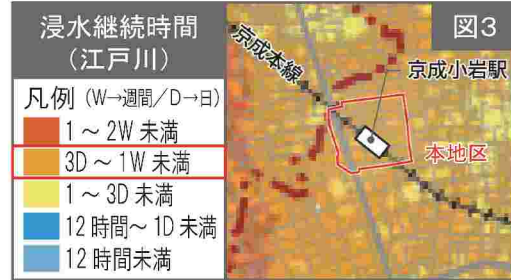 浸水継続時間
（江戸川）
凡例（W→週間／D→日）
1～2W 未満
3D～1W 未満
1～3D 未満
12 時間～1D 未満
12 時間未満
図3
京成本線
京成小岩駅
本地区